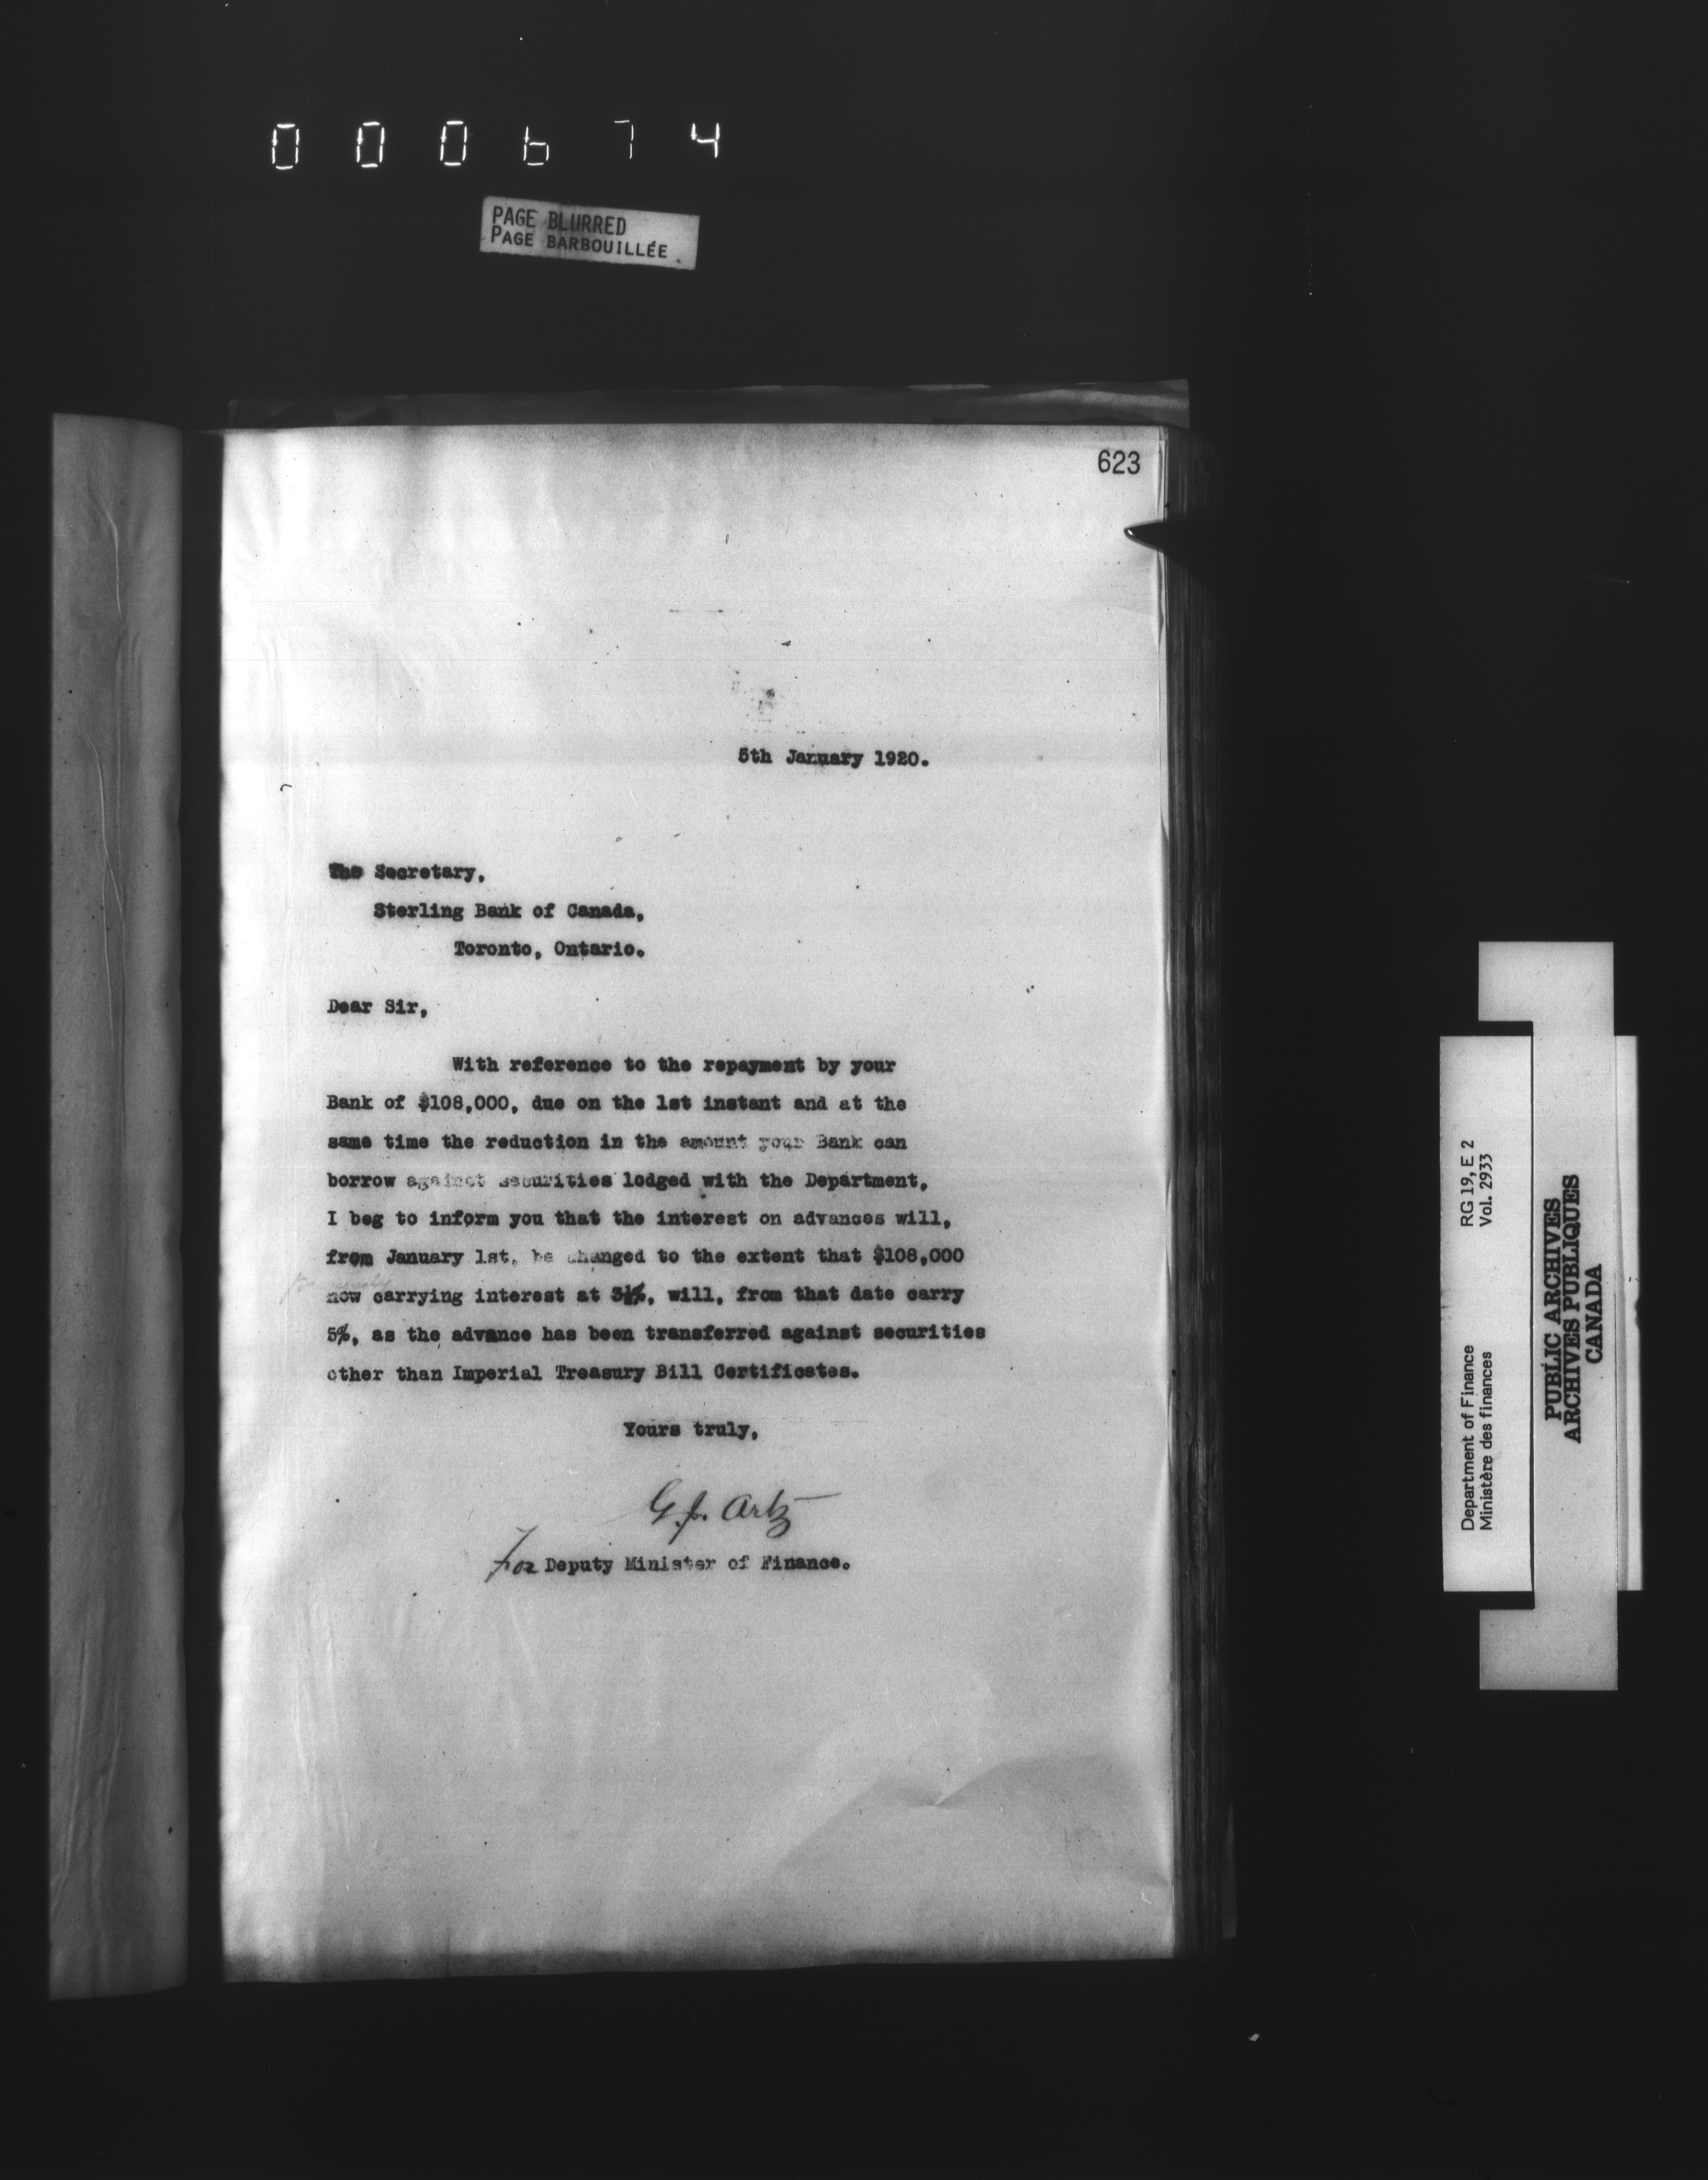 000674
PAGE BLURRED
PAGE BARBOUILLÉE
623
5th January 1920.
The Secretary,
Sterling Bank of Canada,
Toronto, Ontario.
Dear Sir,
With reference to the repayment by your
Bank of $108,000, due on the 1st instant and at the
same time the reduction in the amount your Bank can
borrow against securities lodged with the Department,
I beg to inform you that the interest on advances will,
from January 1st, be changed to the extent that $108,000
now carrying interest at 3½%, will, from that date carry
5%, as the advance has been transferred against securities
other than Imperial Treasury Bill Certificates.
Yours truly,
G.J. Artz
For Deputy Minister of Finance.
Department of Finance RG 19, E 2
Ministère des finances Vol. 2933
PUBLIC ARCHIVES
ARCHIVES PUBLIQUES
CANADA